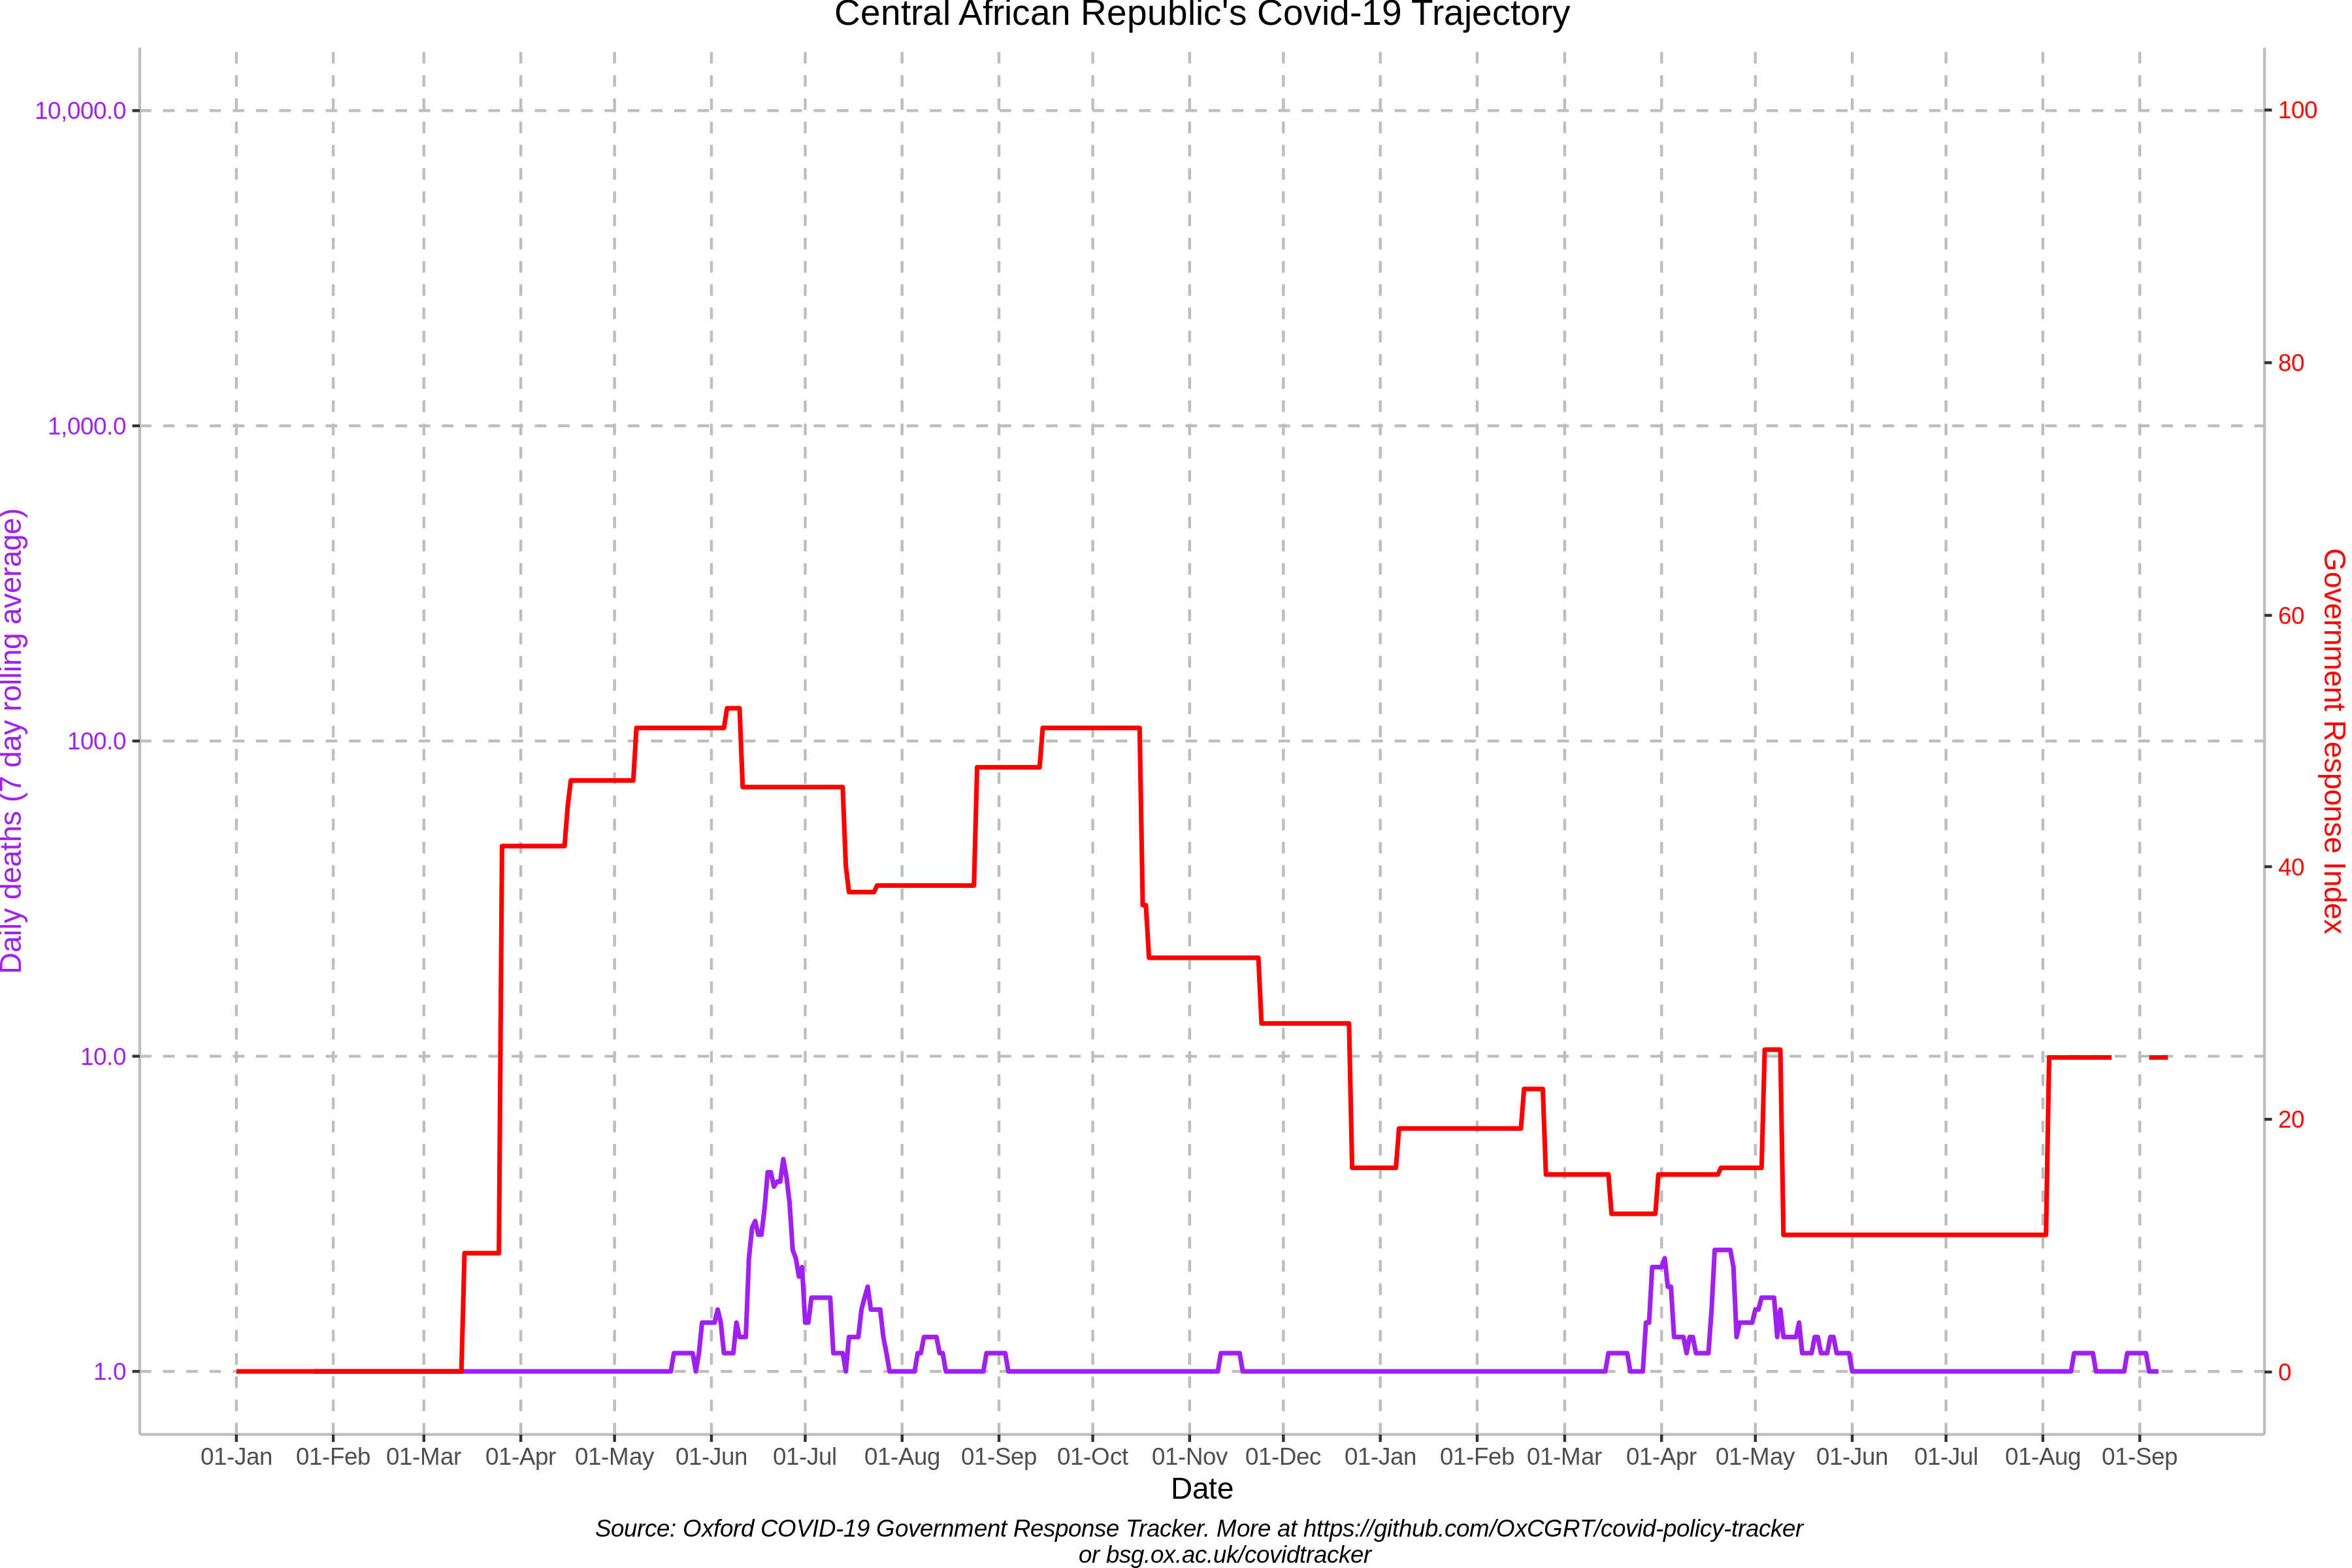 Central African Republic's Covid-19 Trajectory
10,000.0
1,000.0
100.0
10.0
1.0
Daily deaths (7 day rolling average)
100
80
60
40
20
0
Government Response Index
01-Jan 01-Feb 01-Mar 01-Apr 01-May 01-Jun 01-Jul 01-Aug 01-Sep 01-Oct 01-Nov 01-Dec 01-Jan 01-Feb 01-Mar 01-Apr 01-May 01-Jun 01-Jul 01-Aug 01-Sep
Date
Source: Oxford COVID-19 Government Response Tracker. More at https://github.com/OxCGRT/covid-policy-tracker
or bsg.ox.ac.uk/covidtracker